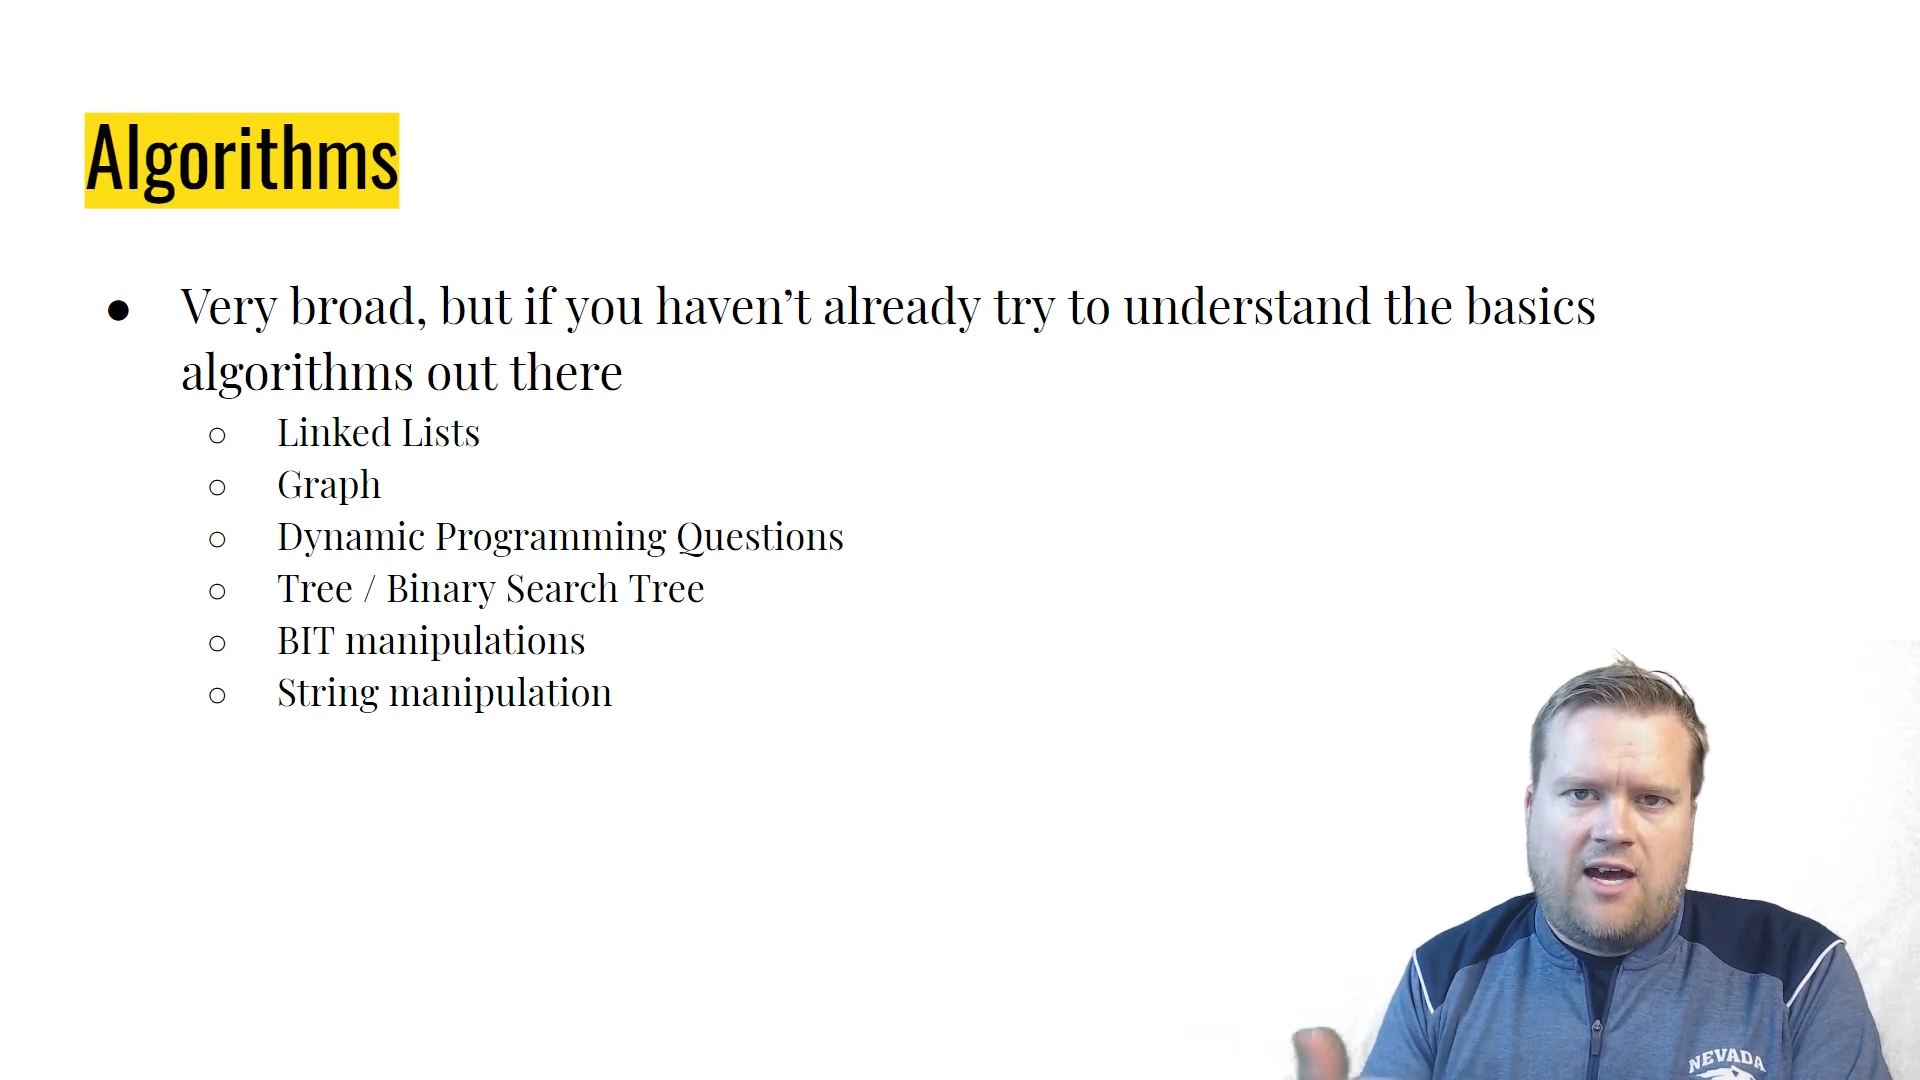 Algorithms
● Very broad, but if you haven’t already try to understand the basics
algorithms out there
○ Linked Lists
○ Graph
○ Dynamic Programming Questions
○ Tree / Binary Search Tree
○ BIT manipulations
○ String manipulation
NEVADA